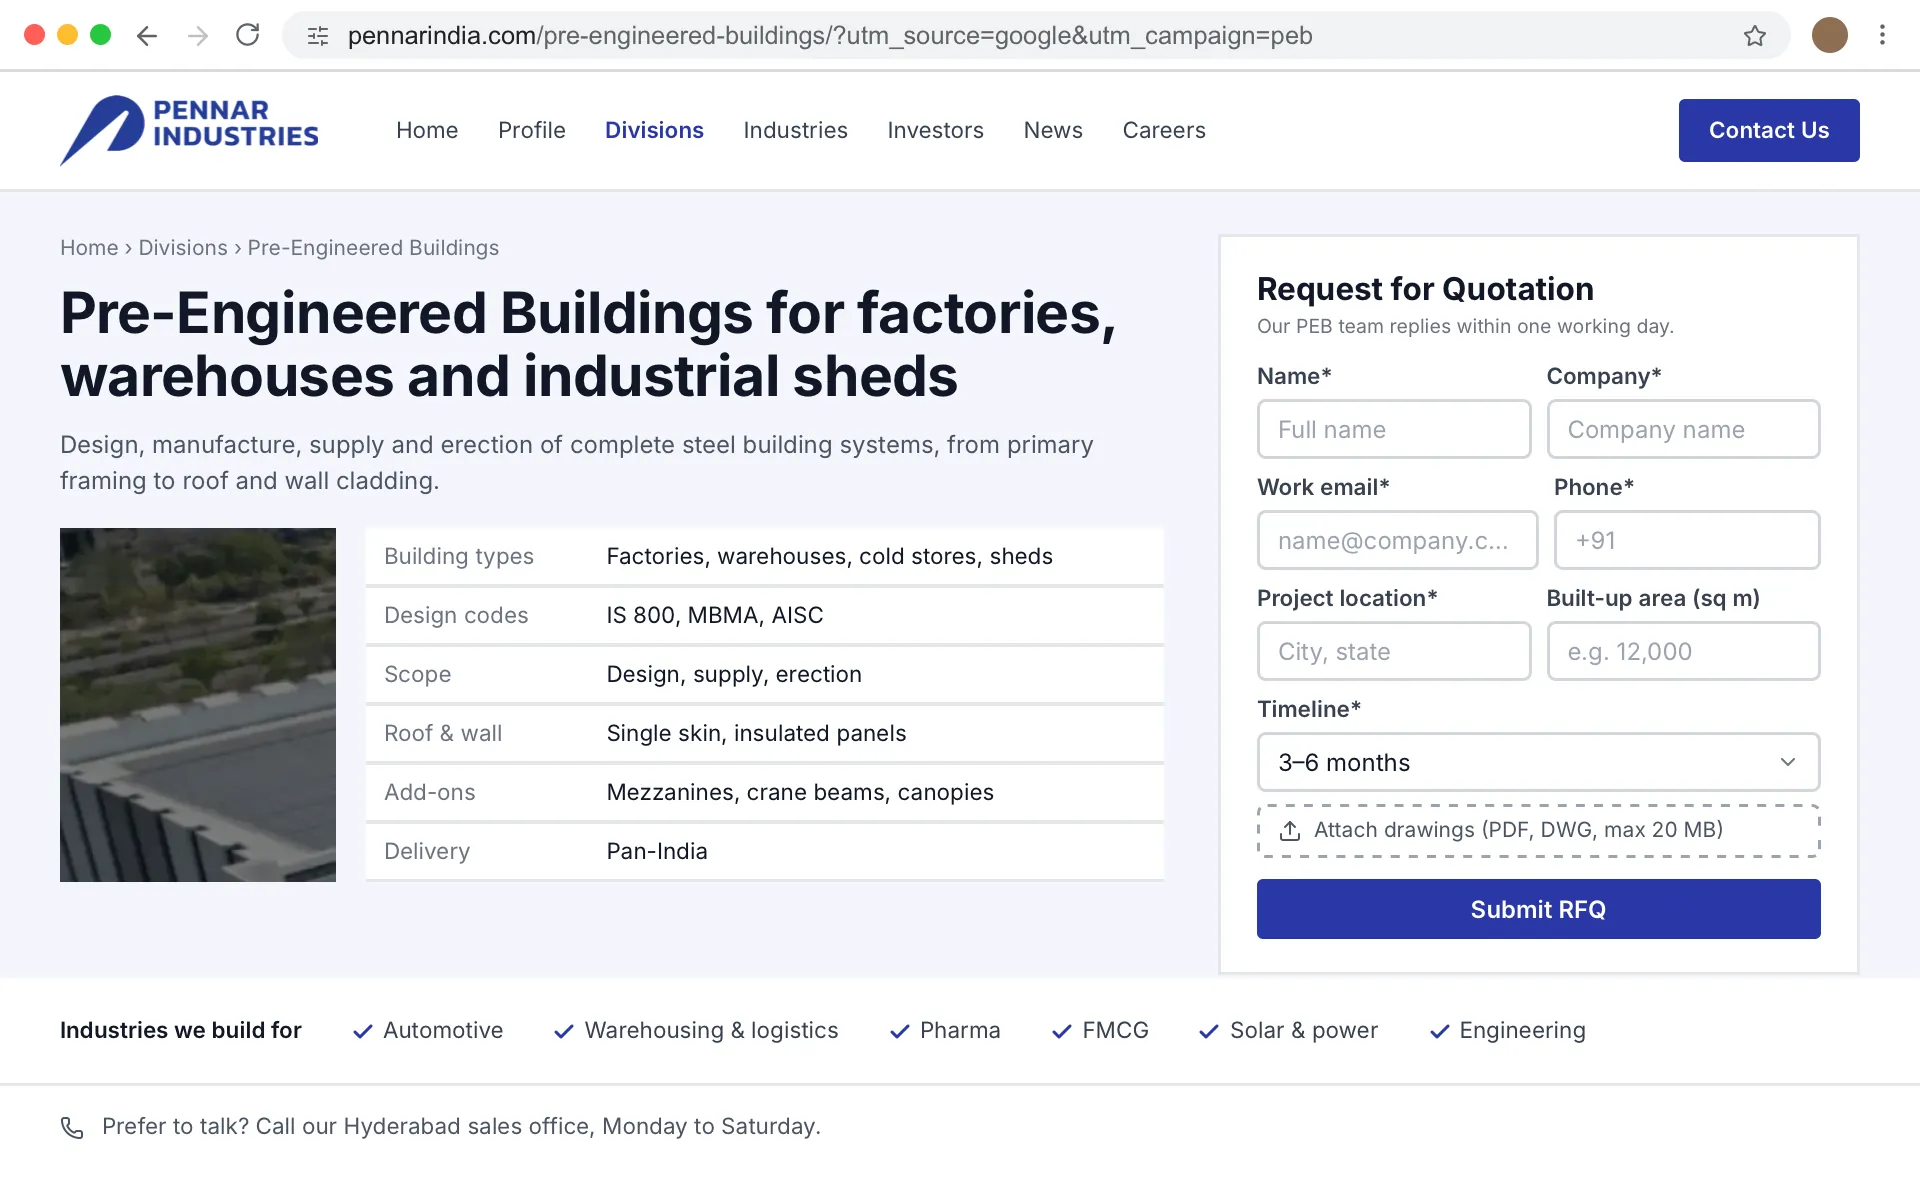 pennarindia.com/pre-engineered-buildings/?utm_source=google&utm_campaign=peb
PENNAR
INDUSTRIES
Home
Profile
Divisions
Industries
Investors
News
Careers
Contact Us
Home › Divisions › Pre-Engineered Buildings
Pre-Engineered Buildings for factories,
warehouses and industrial sheds
Design, manufacture, supply and erection of complete steel building systems, from primary
framing to roof and wall cladding.
Building types Factories, warehouses, cold stores, sheds
Design codes IS 800, MBMA, AISC
Scope Design, supply, erection
Roof & wall Single skin, insulated panels
Add-ons Mezzanines, crane beams, canopies
Delivery Pan-India
Request for Quotation
Our PEB team replies within one working day.
Name* Company*
Full name Company name
Work email* Phone*
name@company.c... +91
Project location* Built-up area (sq m)
City, state e.g. 12,000
Timeline*
3–6 months
Attach drawings (PDF, DWG, max 20 MB)
Submit RFQ
Industries we build for Automotive Warehousing & logistics Pharma FMCG Solar & power Engineering
Prefer to talk? Call our Hyderabad sales office, Monday to Saturday.